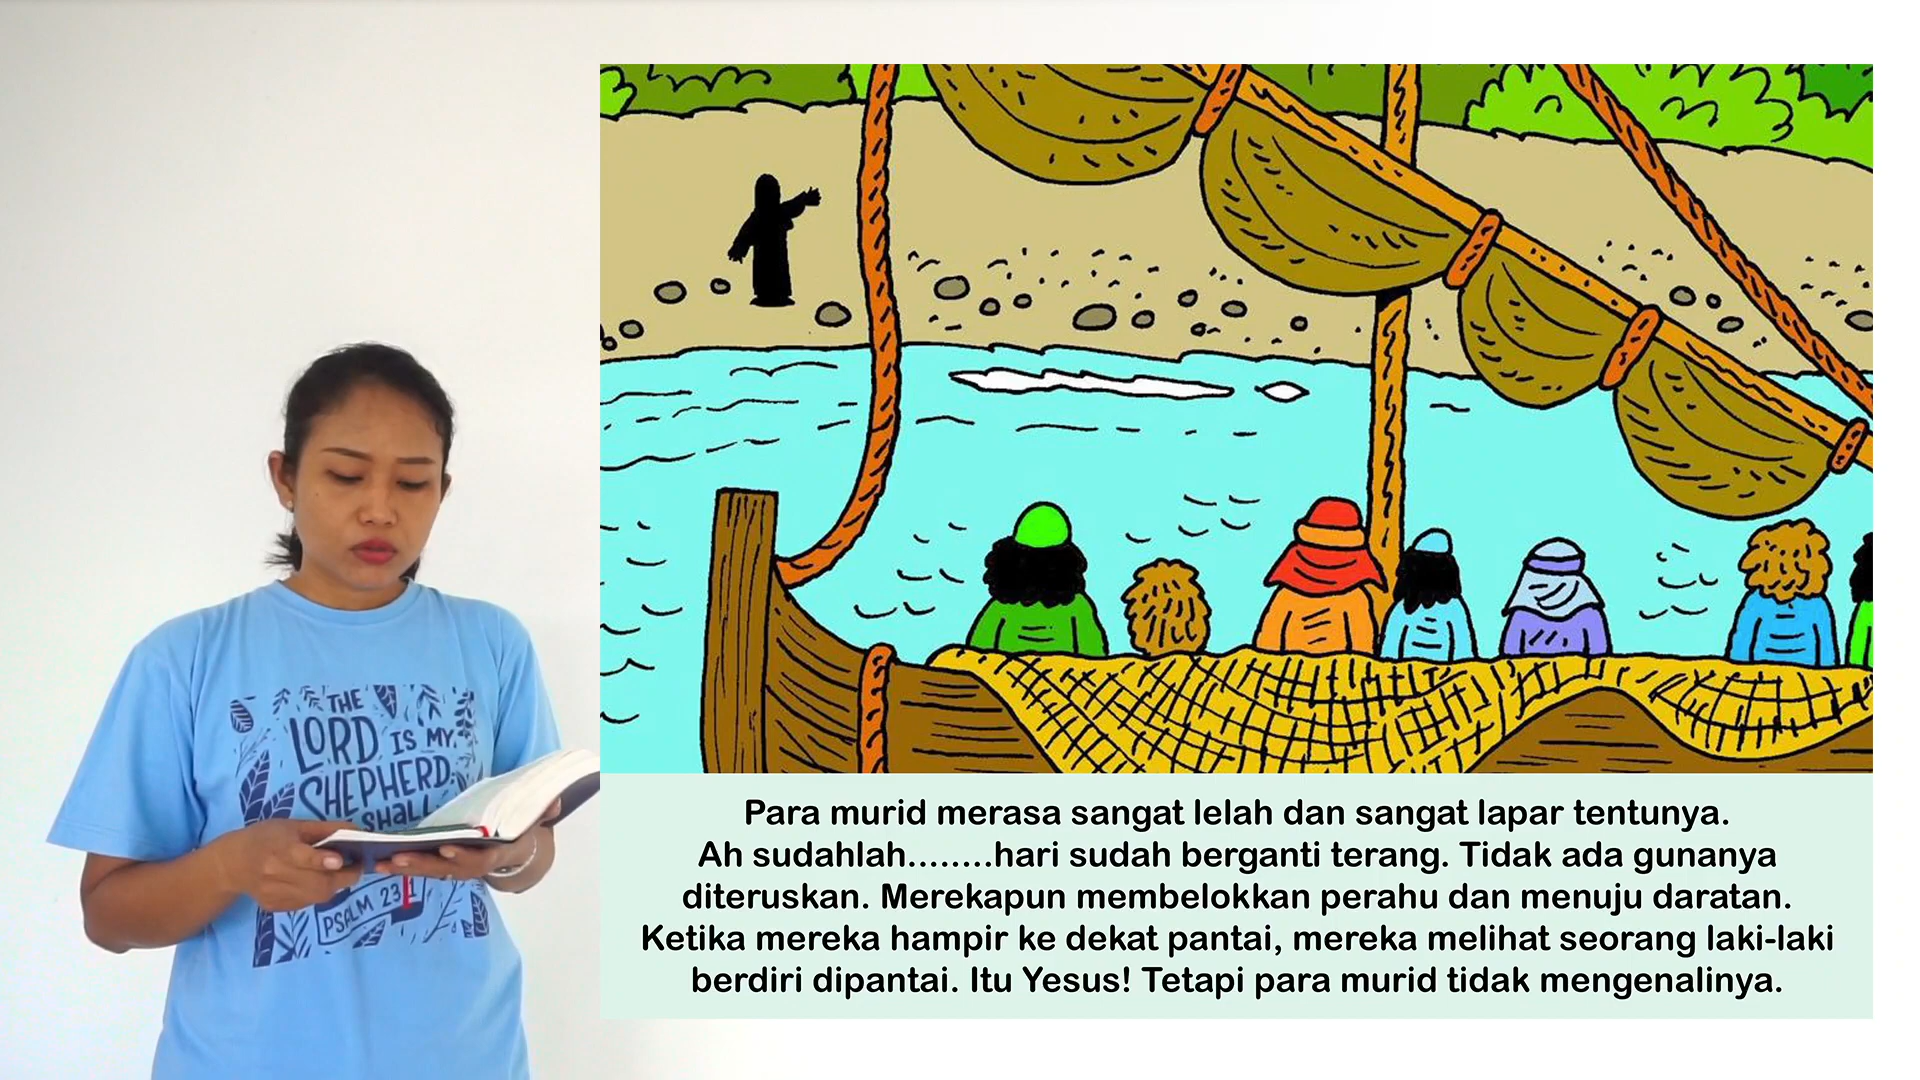 THE
LORD IS MY
SHEPHERD
SHALL
PSALM 23:1
Para murid merasa sangat lelah dan sangat lapar tentunya.
Ah sudahlah........hari sudah berganti terang. Tidak ada gunanya
diteruskan. Merekapun membelokkan perahu dan menuju daratan.
Ketika mereka hampir ke dekat pantai, mereka melihat seorang laki-laki
berdiri dipantai. Itu Yesus! Tetapi para murid tidak mengenalinya.